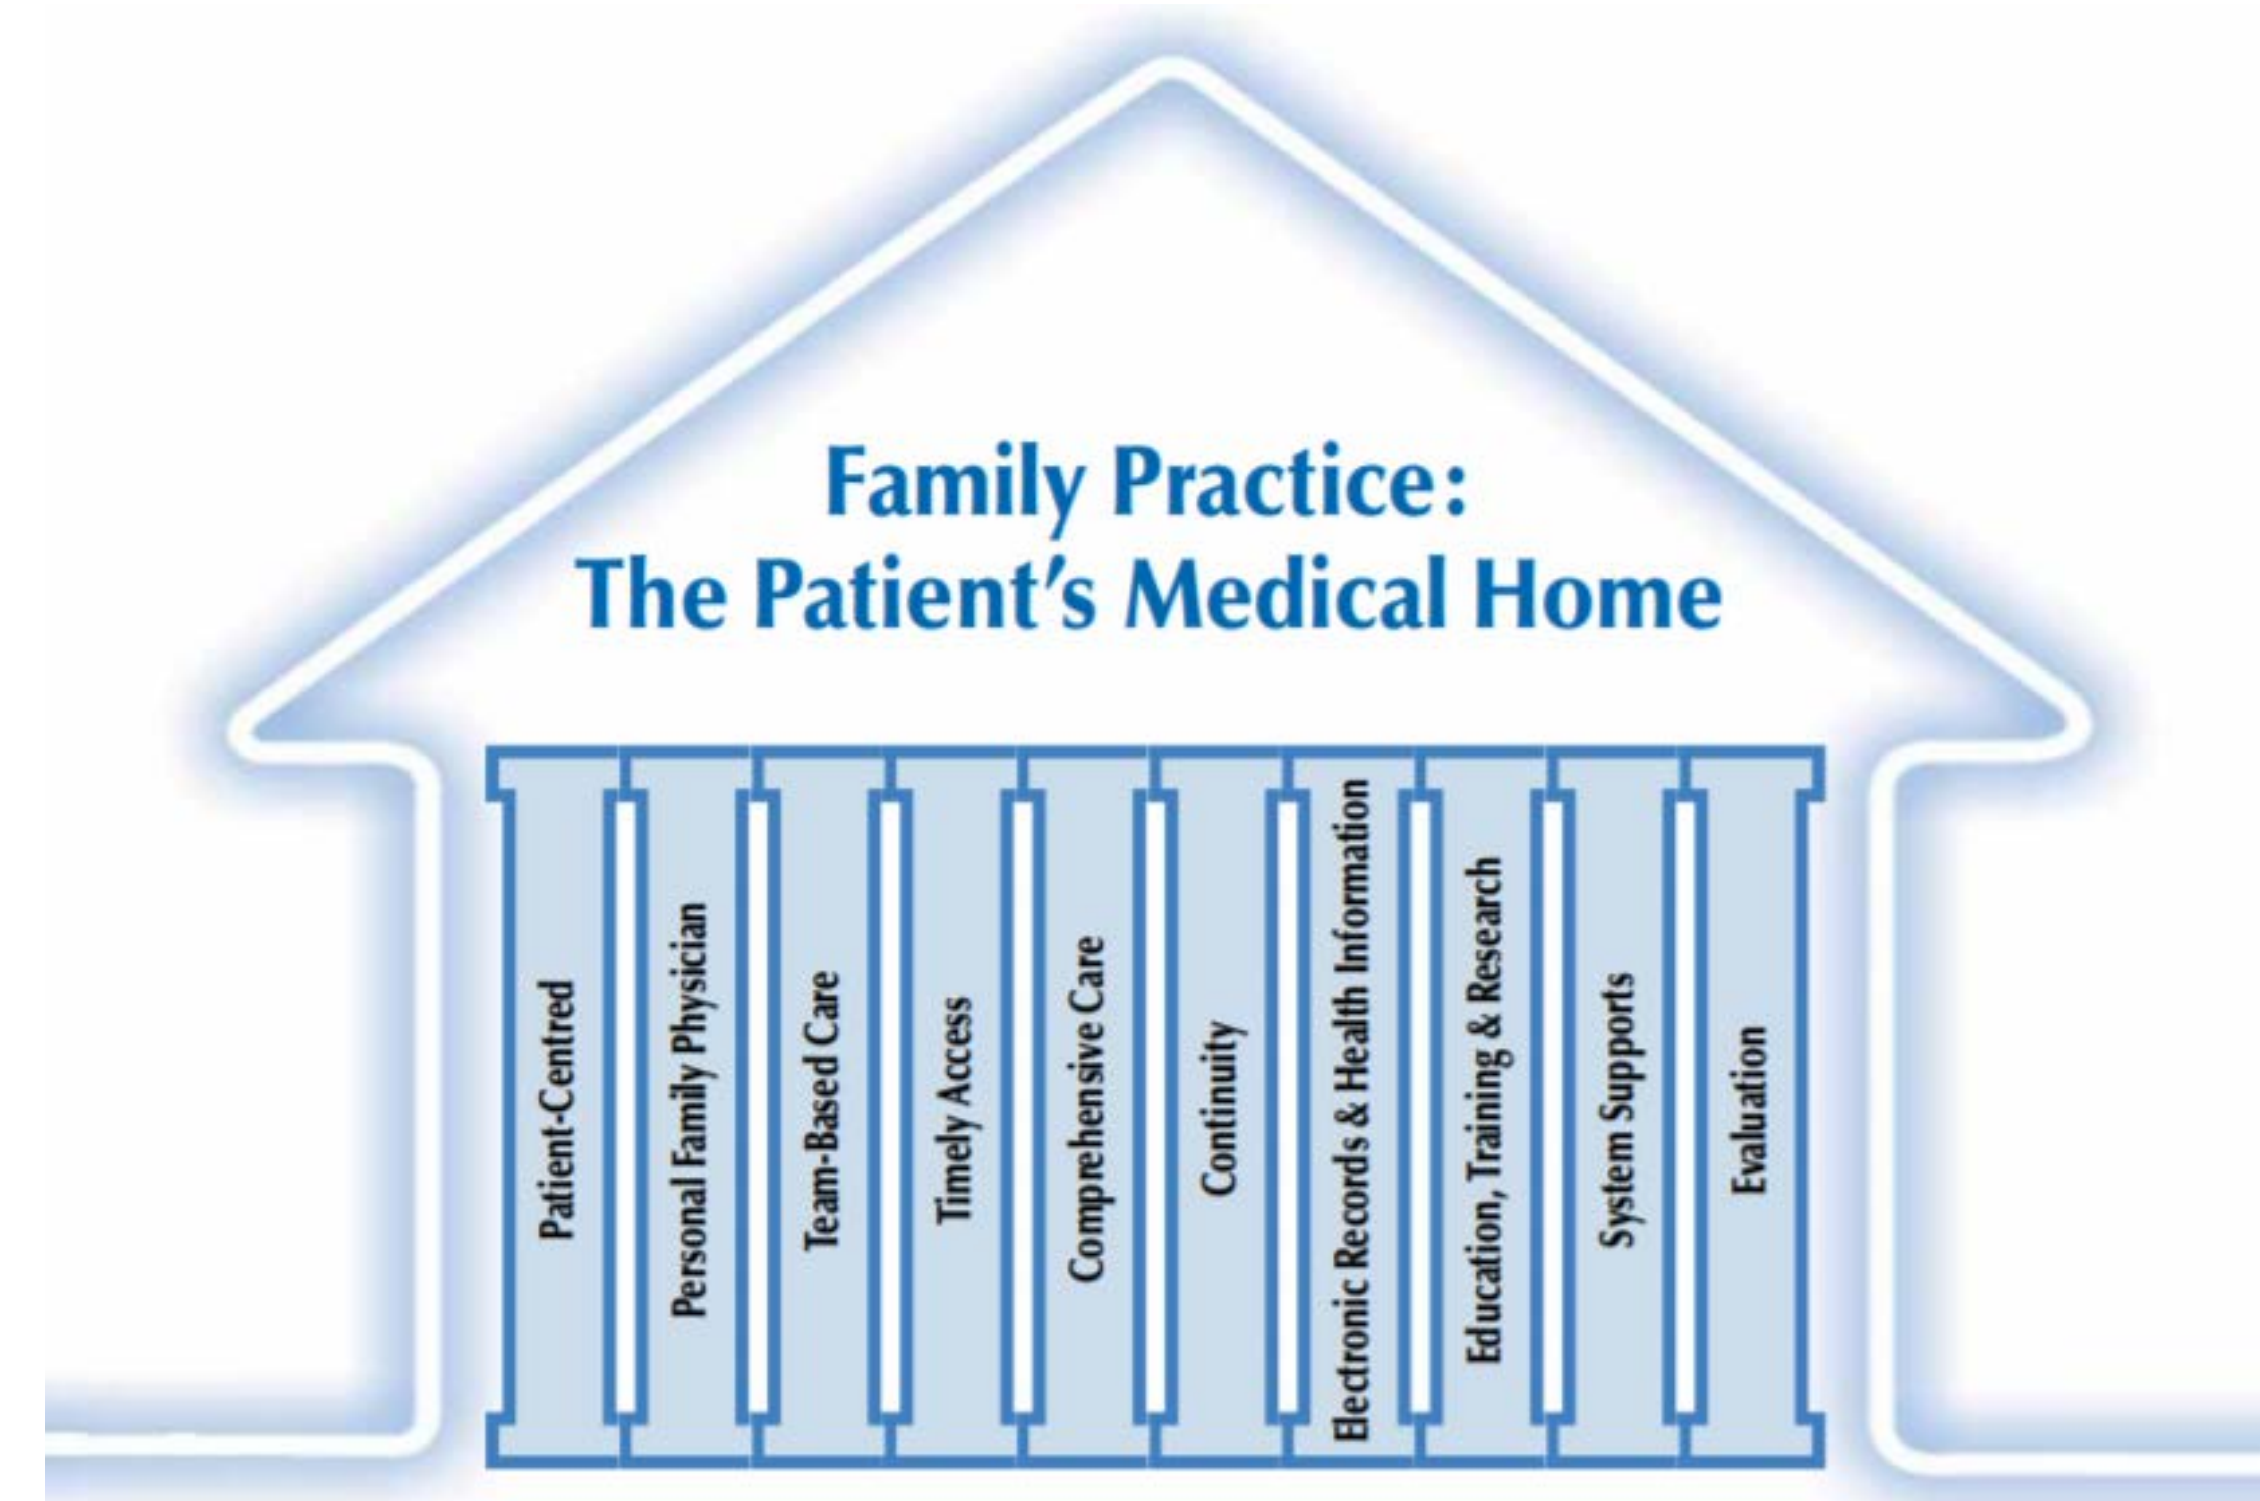 Family Practice:
The Patient's Medical Home
Patient-Centred
Personal Family Physician
Team-Based Care
Timely Access
Comprehensive Care
Continuity
Electronic Records & Health Information
Education, Training & Research
System Supports
Evaluation